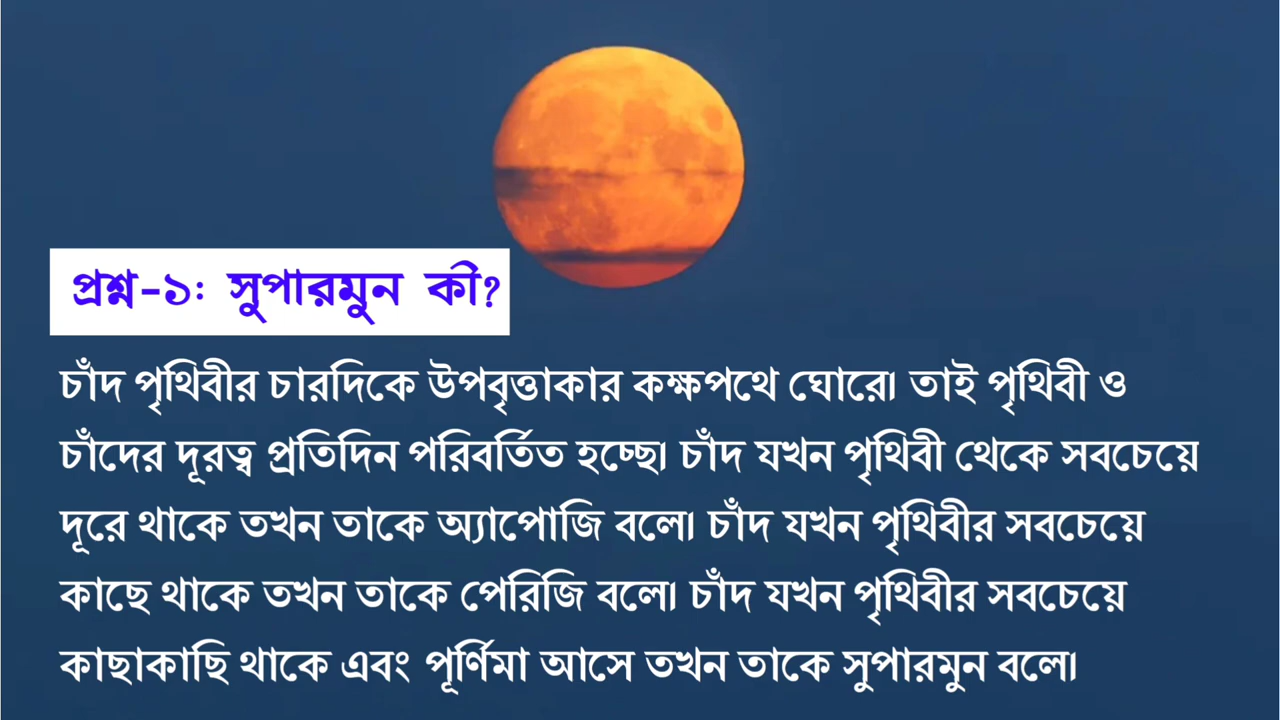 প্রশ্ন-১: সুপারমুন কী?
চাঁদ পৃথিবীর চারদিকে উপবৃত্তাকার কক্ষপথে ঘোরে। তাই পৃথিবী ও
চাঁদের দূরত্ব প্রতিদিন পরিবর্তিত হচ্ছে। চাঁদ যখন পৃথিবী থেকে সবচেয়ে
দূরে থাকে তখন তাকে অ্যাপোজি বলে। চাঁদ যখন পৃথিবীর সবচেয়ে
কাছে থাকে তখন তাকে পেরিজি বলে। চাঁদ যখন পৃথিবীর সবচেয়ে
কাছাকাছি থাকে এবং পূর্ণিমা আসে তখন তাকে সুপারমুন বলে।